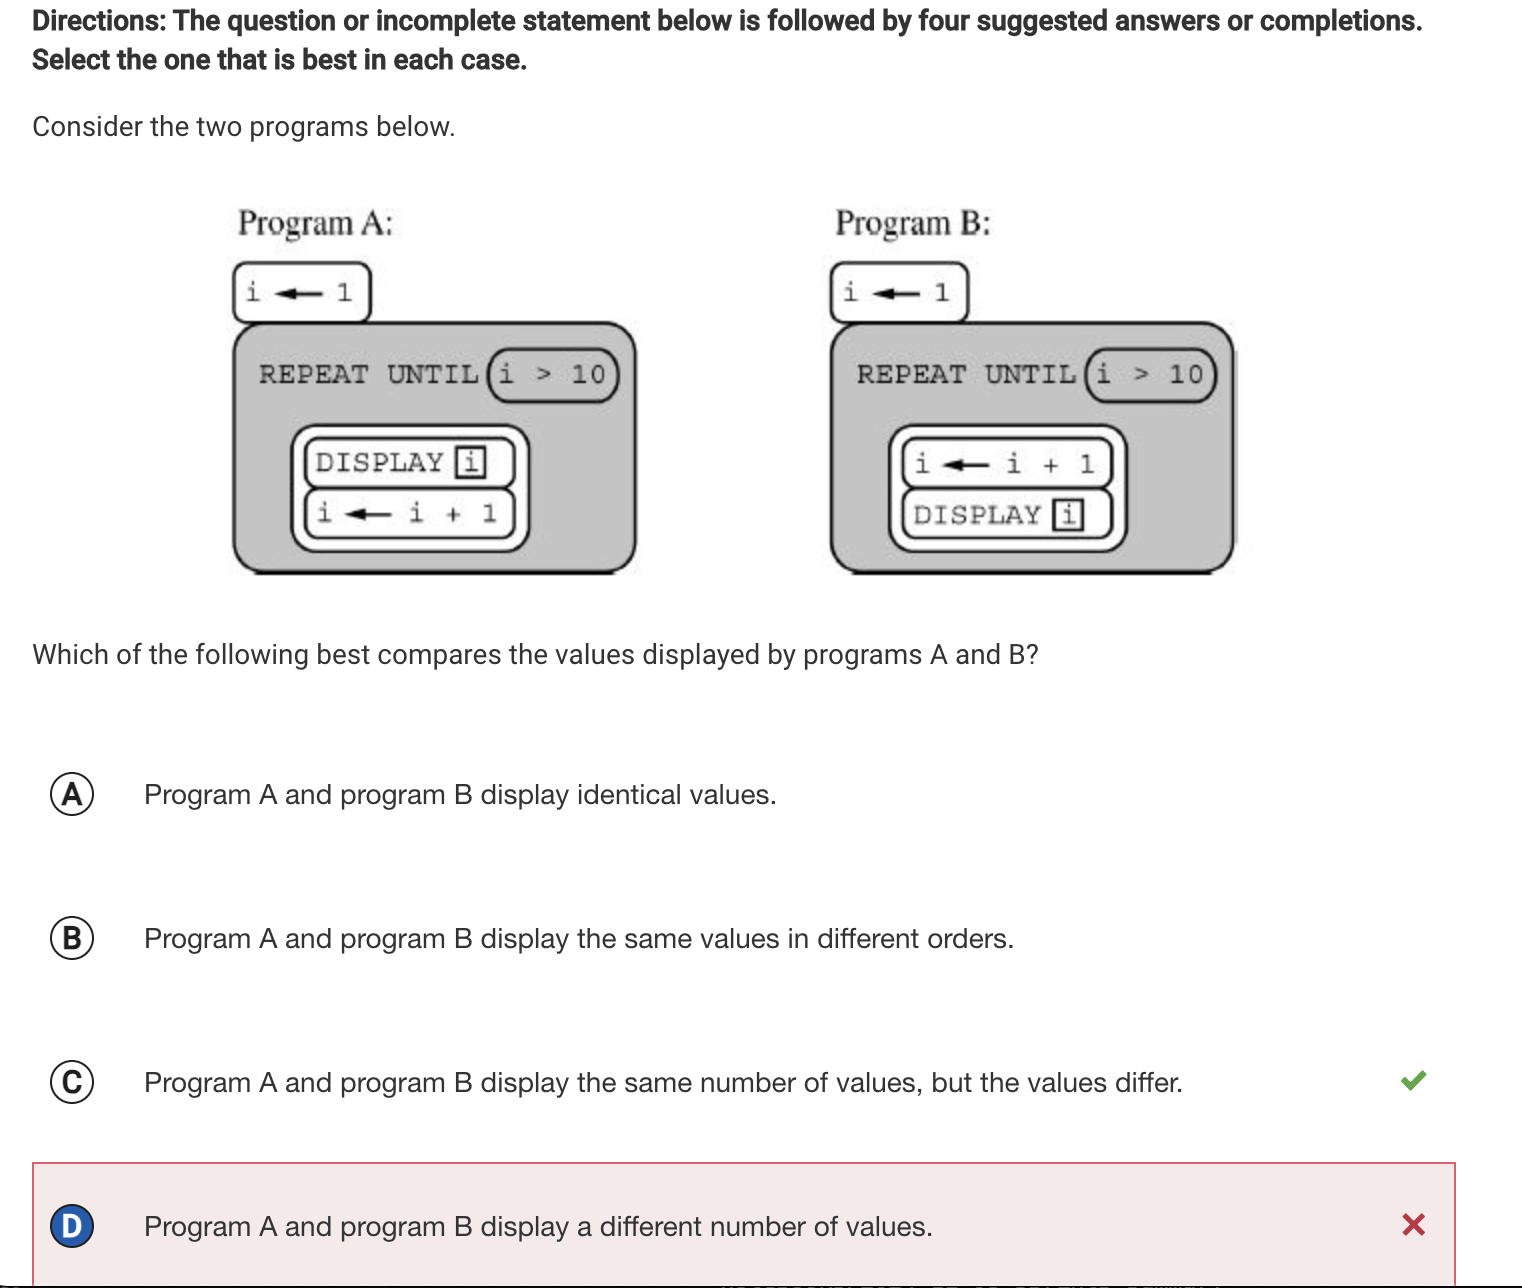 Directions: The question or incomplete statement below is followed by four suggested answers or completions.
Select the one that is best in each case.
Consider the two programs below.
Program A:
i ← 1
REPEAT UNTIL i > 10
DISPLAY i
i ← i + 1
Program B:
i ← 1
REPEAT UNTIL i > 10
i ← i + 1
DISPLAY i
Which of the following best compares the values displayed by programs A and B?
A Program A and program B display identical values.
B Program A and program B display the same values in different orders.
C Program A and program B display the same number of values, but the values differ.
D Program A and program B display a different number of values.